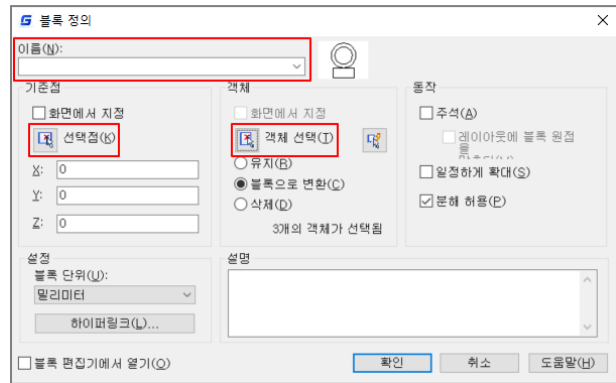 블록 정의
이름(N):
기준점
화면에서 지정
선택점(K)
X: 0
Y: 0
Z: 0
객체
화면에서 지정
객체 선택(T)
유지(R)
블록으로 변환(C)
삭제(D)
3개의 객체가 선택됨
동작
주석(A)
레이아웃에 블록 원점
을
일정하게 확대(S)
분해 허용(P)
설정
블록 단위(U):
밀리미터
하이퍼링크(L)...
설명
블록 편집기에서 열기(O)
확인
취소
도움말(H)